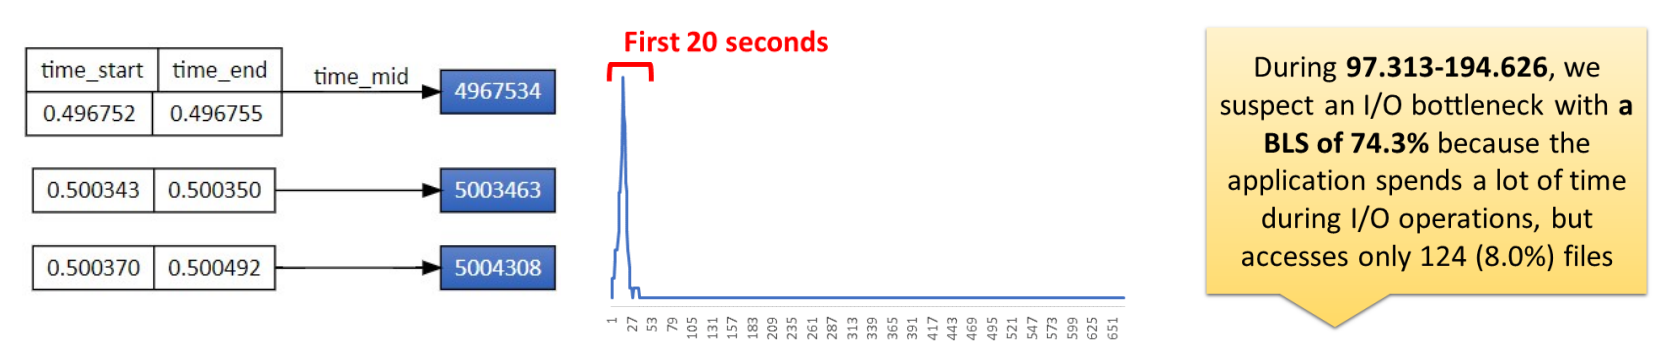 time_start time_end
time_mid
4967534
0.496752 0.496755
0.500343 0.500350
5003463
0.500370 0.500492
5004308
First 20 seconds
1 27 53 79 105 131 157 183 209 235 261 287 313 339 365 391 417 443 469 495 521 547 573 599 625 651
During 97.313-194.626, we
suspect an I/O bottleneck with a
BLS of 74.3% because the
application spends a lot of time
during I/O operations, but
accesses only 124 (8.0%) files